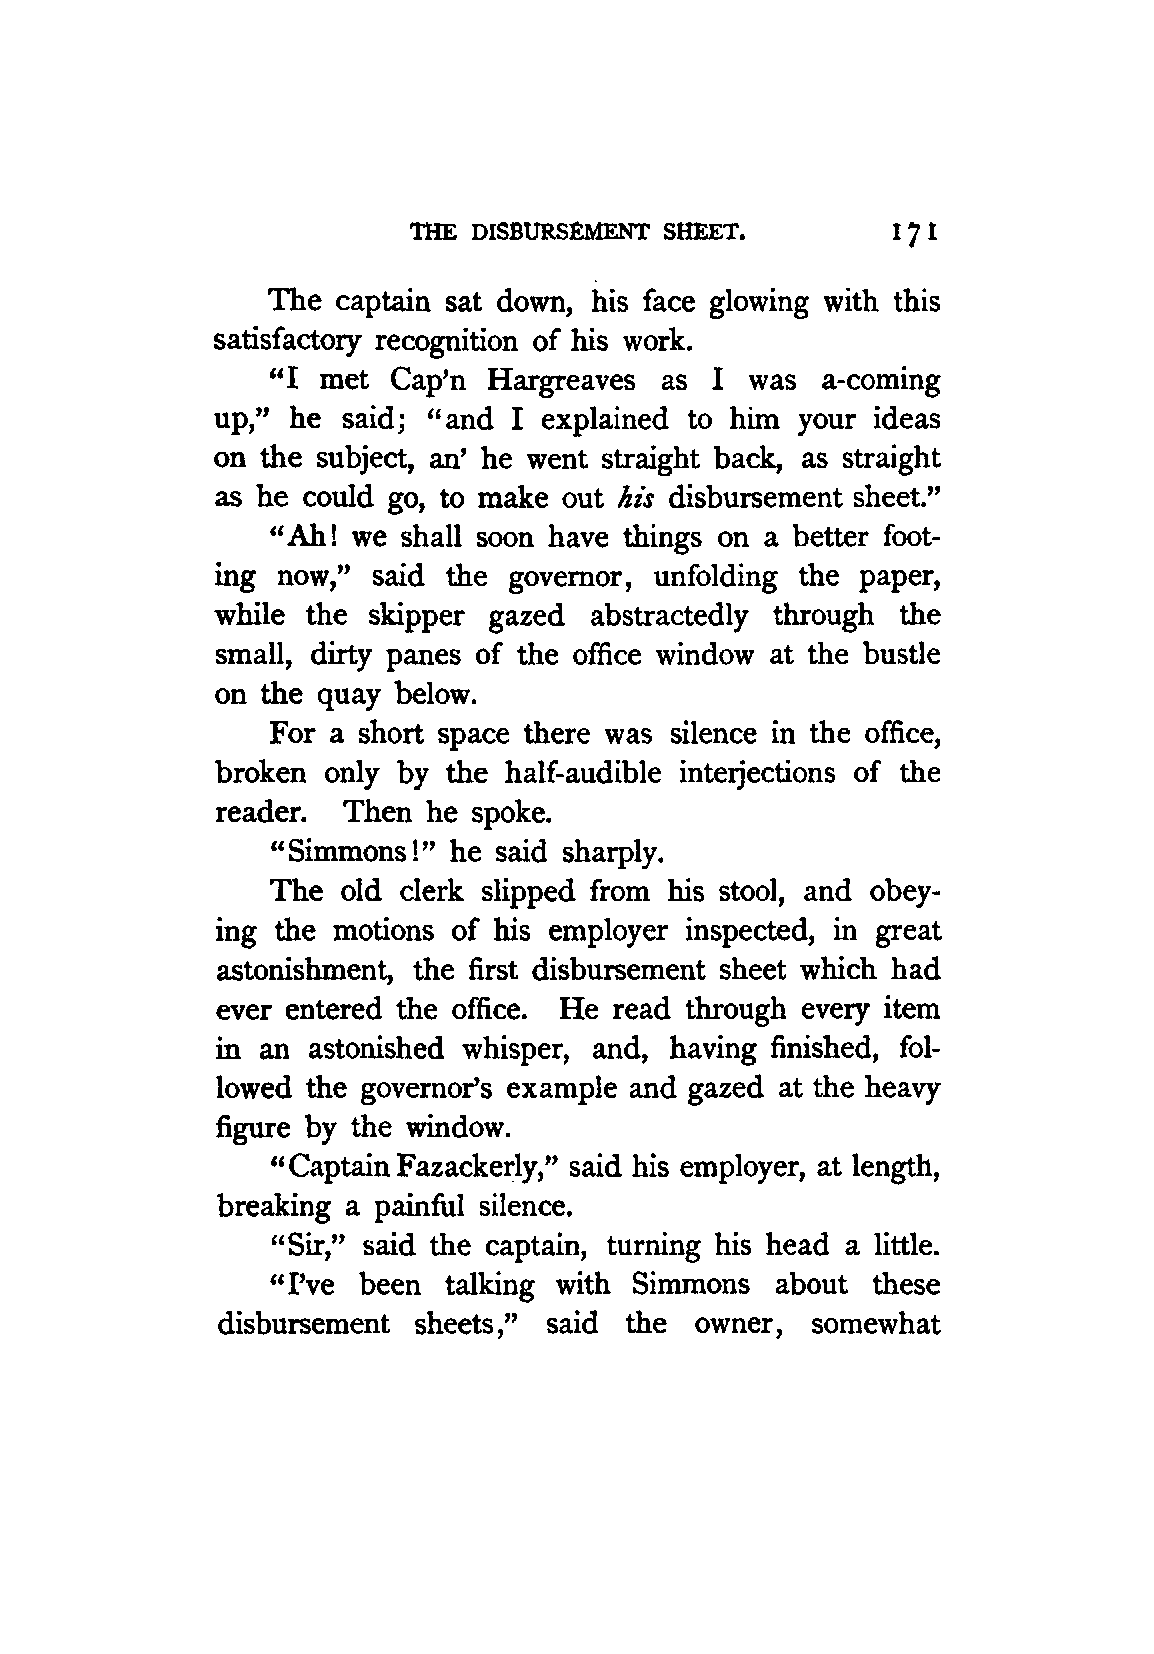 THE DISBURSEMENT SHEET. 171
The captain sat down, his face glowing with this
satisfactory recognition of his work.
“I met Cap’n Hargreaves as I was a-coming
up,” he said; “and I explained to him your ideas
on the subject, an’ he went straight back, as straight
as he could go, to make out his disbursement sheet.”
“Ah! we shall soon have things on a better foot-
ing now,” said the governor, unfolding the paper,
while the skipper gazed abstractedly through the
small, dirty panes of the office window at the bustle
on the quay below.
For a short space there was silence in the office,
broken only by the half-audible interjections of the
reader. Then he spoke.
“Simmons!” he said sharply.
The old clerk slipped from his stool, and obey-
ing the motions of his employer inspected, in great
astonishment, the first disbursement sheet which had
ever entered the office. He read through every item
in an astonished whisper, and, having finished, fol-
lowed the governor’s example and gazed at the heavy
figure by the window.
“Captain Fazackerly,” said his employer, at length,
breaking a painful silence.
“Sir,” said the captain, turning his head a little.
“I’ve been talking with Simmons about these
disbursement sheets,” said the owner, somewhat